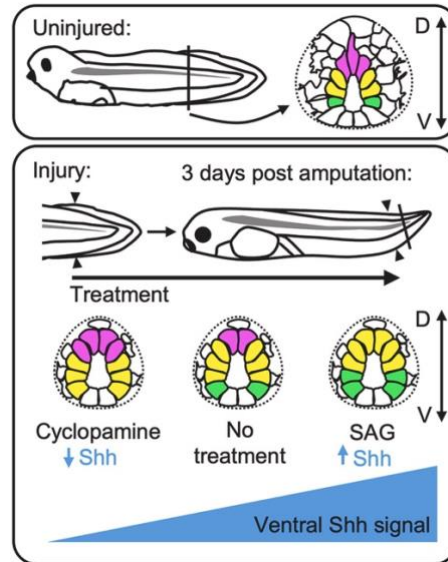 Uninjured:
D
V
Injury:
3 days post amputation:
Treatment
D
V
Cyclopamine
↓ Shh
No
treatment
SAG
↑ Shh
Ventral Shh signal